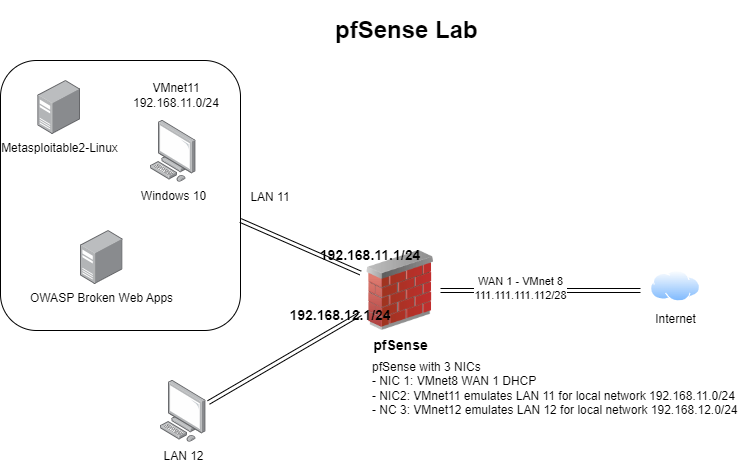 pfSense Lab
VMnet11
192.168.11.0/24
Metasploitable2-Linux
Windows 10
LAN 11
OWASP Broken Web Apps
192.168.11.1/24
WAN 1 - VMnet 8
111.111.111.112/28
Internet
192.168.12.1/24
pfSense
pfSense with 3 NICs
- NIC 1: VMnet8 WAN 1 DHCP
- NIC2: VMnet11 emulates LAN 11 for local network 192.168.11.0/24
- NC 3: VMnet12 emulates LAN 12 for local network 192.168.12.0/24
LAN 12